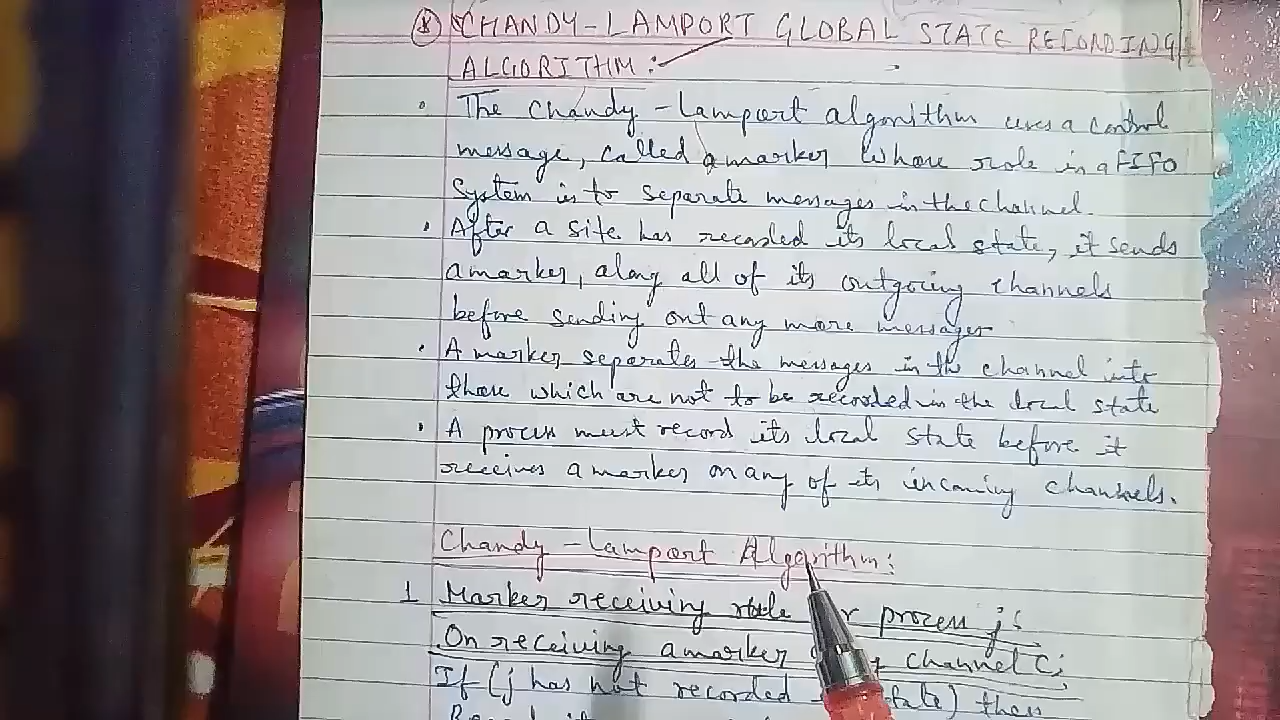 ⊗ CHANDY-LAMPORT GLOBAL STATE RECORDING
ALGORITHM:
• The Chandy-Lamport algorithm uses a control
message, called a marker whose role in a FIFO
System is to separate messages in the channel.
• After a site has recorded its local state, it sends
a marker, along all of its outgoing channels
before sending out any more messages
• A marker separates the messages in the channel into
those which are not to be recorded in the local state
• A process must record its local state before it
receives a marker on any of its incoming channels.
Chandy-Lamport Algorithm:
1 Marker receiving rule process j:
On receiving a marker channel C;
If (j has not recorded state) then